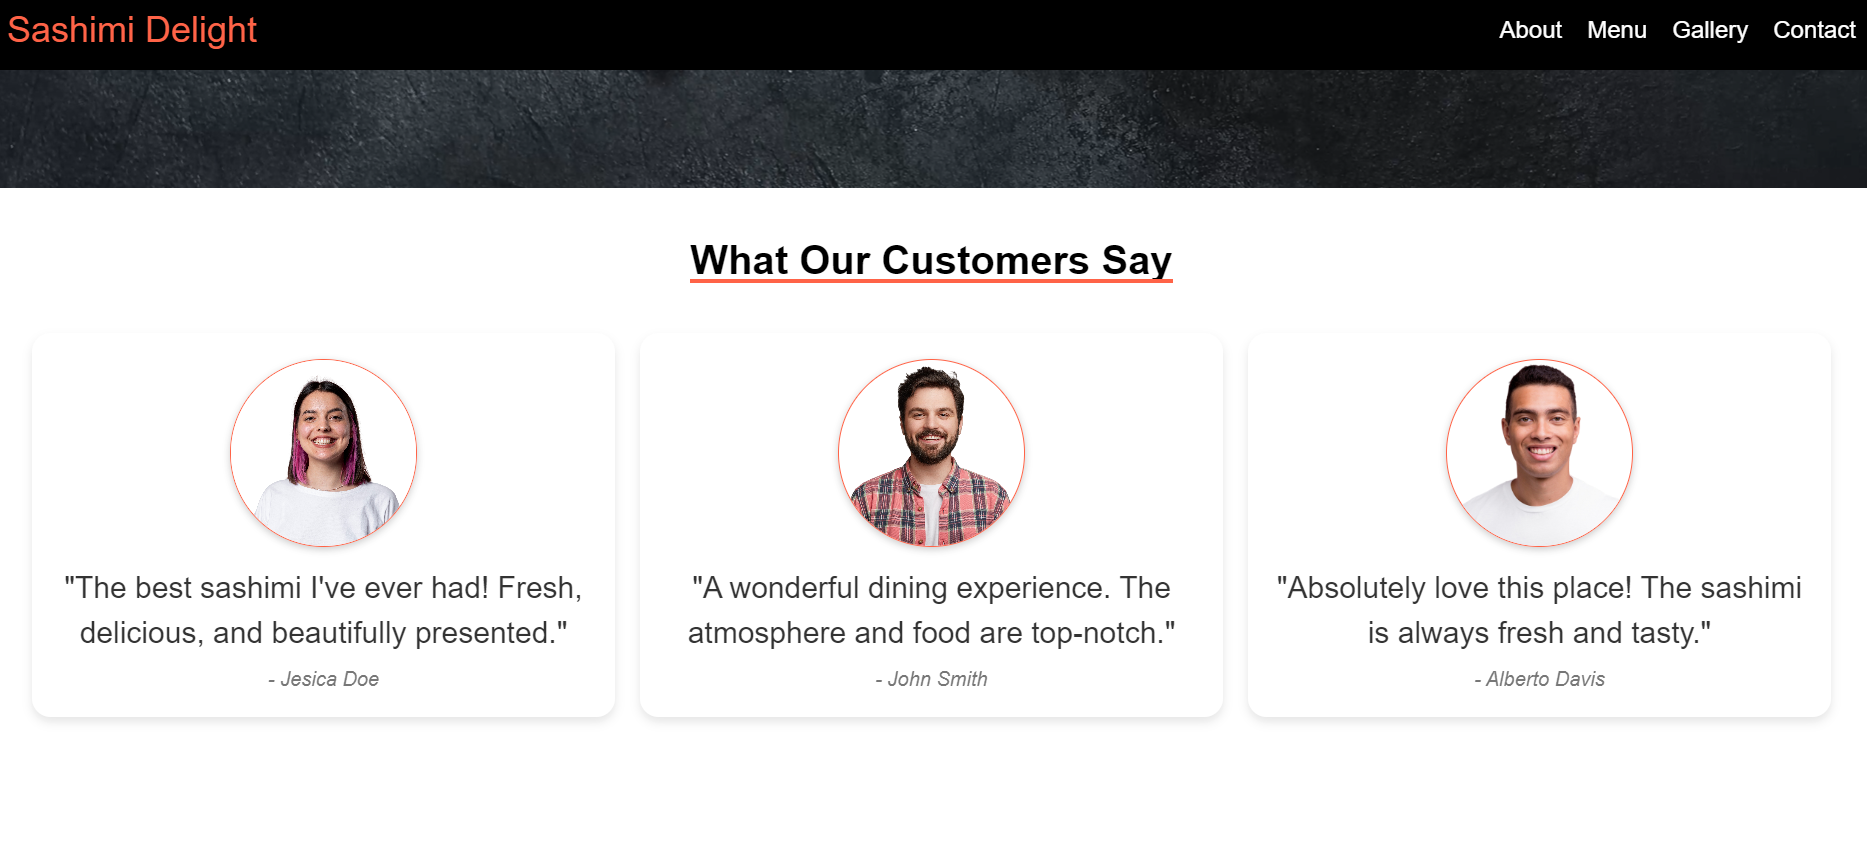 Sashimi Delight
About Menu Gallery Contact
What Our Customers Say
"The best sashimi I've ever had! Fresh,
delicious, and beautifully presented."
- Jesica Doe
"A wonderful dining experience. The
atmosphere and food are top-notch."
- John Smith
"Absolutely love this place! The sashimi
is always fresh and tasty."
- Alberto Davis